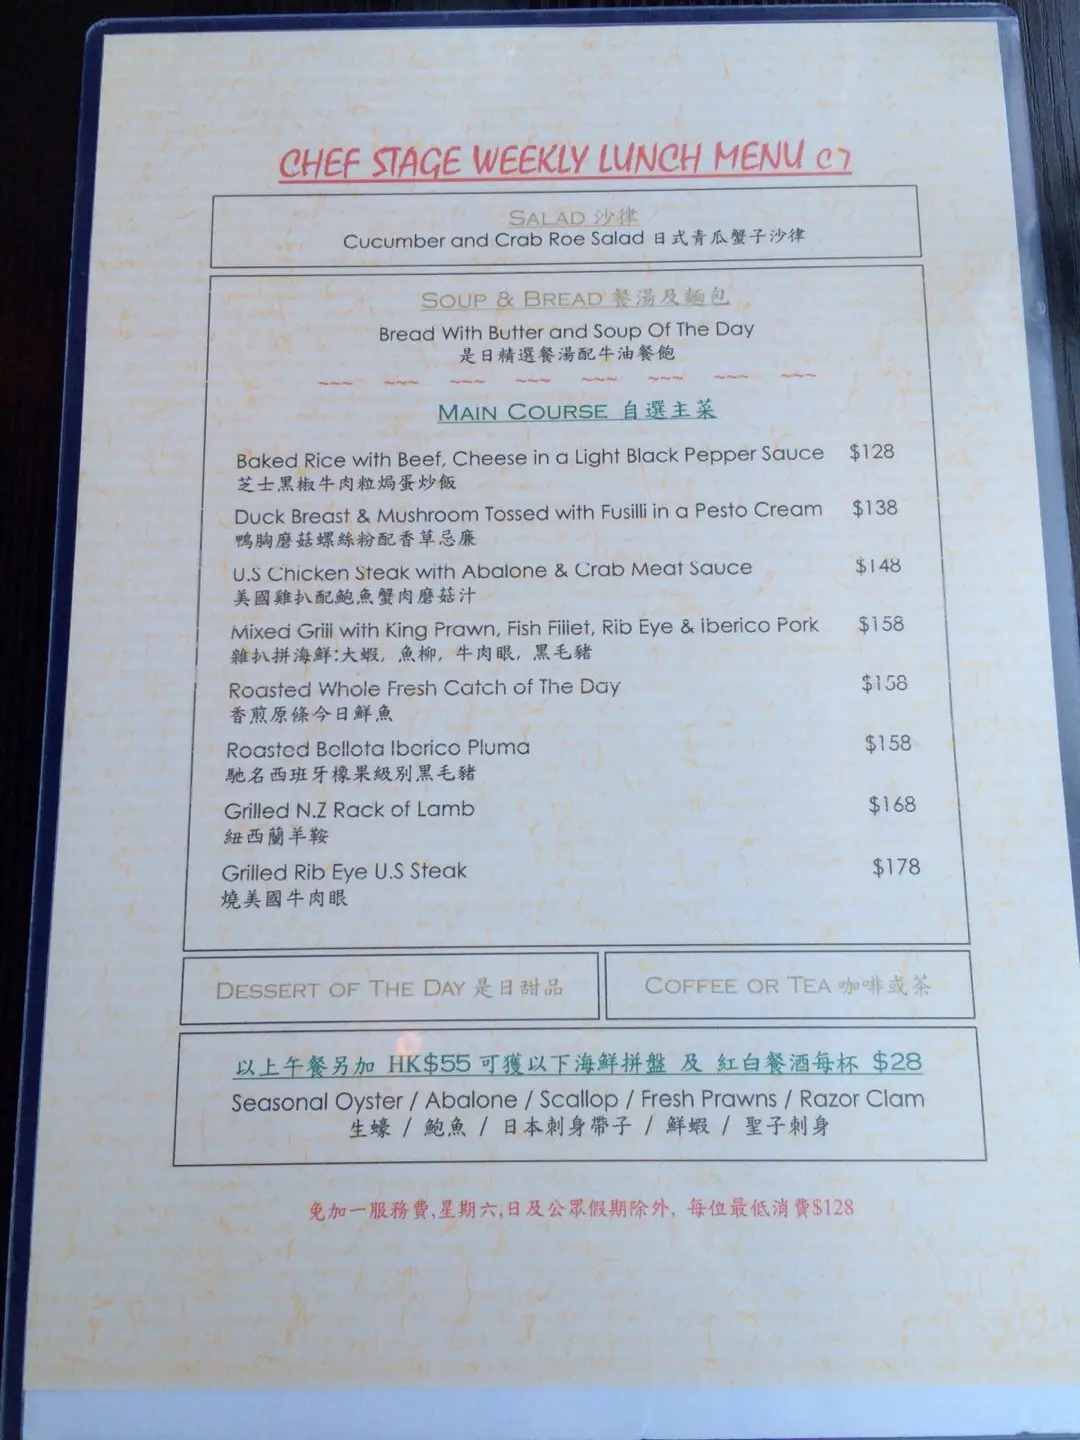 CHEF STAGE WEEKLY LUNCH MENU C7
SALAD 沙律
Cucumber and Crab Roe Salad 日式青瓜蟹子沙律
SOUP & BREAD 餐湯及麵包
Bread With Butter and Soup Of The Day
是日精選餐湯配牛油餐飽
~~~ ~~~ ~~~ ~~~ ~~~ ~~~ ~~~ ~~~
MAIN COURSE 自選主菜
Baked Rice with Beef, Cheese in a Light Black Pepper Sauce $128
芝士黑椒牛肉粒焗蛋炒飯
Duck Breast & Mushroom Tossed with Fusilli in a Pesto Cream $138
鴨胸磨菇螺絲粉配香草忌廉
U.S Chicken Steak with Abalone & Crab Meat Sauce $148
美國雞扒配鮑魚蟹肉磨菇汁
Mixed Grill with King Prawn, Fish Fillet, Rib Eye & Iberico Pork $158
雜扒拼海鮮:大蝦, 魚柳, 牛肉眼, 黑毛豬
Roasted Whole Fresh Catch of The Day $158
香煎原條今日鮮魚
Roasted Bellota Iberico Pluma $158
馳名西班牙橡果級別黑毛豬
Grilled N.Z Rack of Lamb $168
紐西蘭羊鞍
Grilled Rib Eye U.S Steak $178
燒美國牛肉眼
DESSERT OF THE DAY 是日甜品
COFFEE OR TEA 咖啡或茶
以上午餐另加 HK$55 可獲以下海鮮拼盤 及 紅白餐酒每杯 $28
Seasonal Oyster / Abalone / Scallop / Fresh Prawns / Razor Clam
生蠔 / 鮑魚 / 日本刺身帶子 / 鮮蝦 / 聖子刺身
免加一服務費,星期六,日及公眾假期除外, 每位最低消費$128